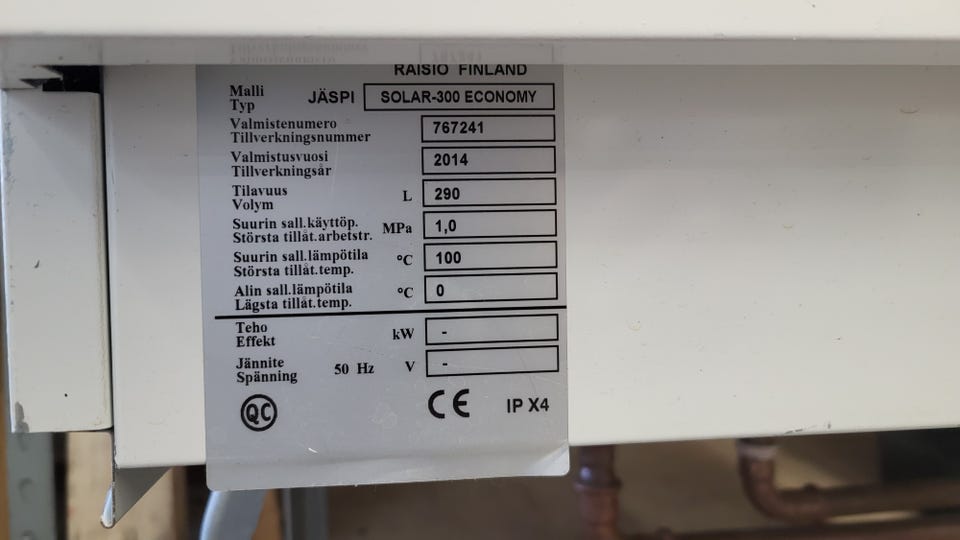 RAISIO FINLAND
Malli
Typ
JÄSPI SOLAR-300 ECONOMY
Valmistenumero
Tillverkningsnummer
767241
Valmistusvuosi
Tillverkningsår
2014
Tilavuus
Volym
L 290
Suurin sall.käyttöp.
Största tillåt.arbetstr.
MPa 1,0
Suurin sall.lämpötila
Största tillåt.temp.
°C 100
Alin sall.lämpötila
Lägsta tillåt.temp.
°C 0
Teho
Effekt
kW -
Jännite
Spänning
50 Hz V -
QC CE IP X4